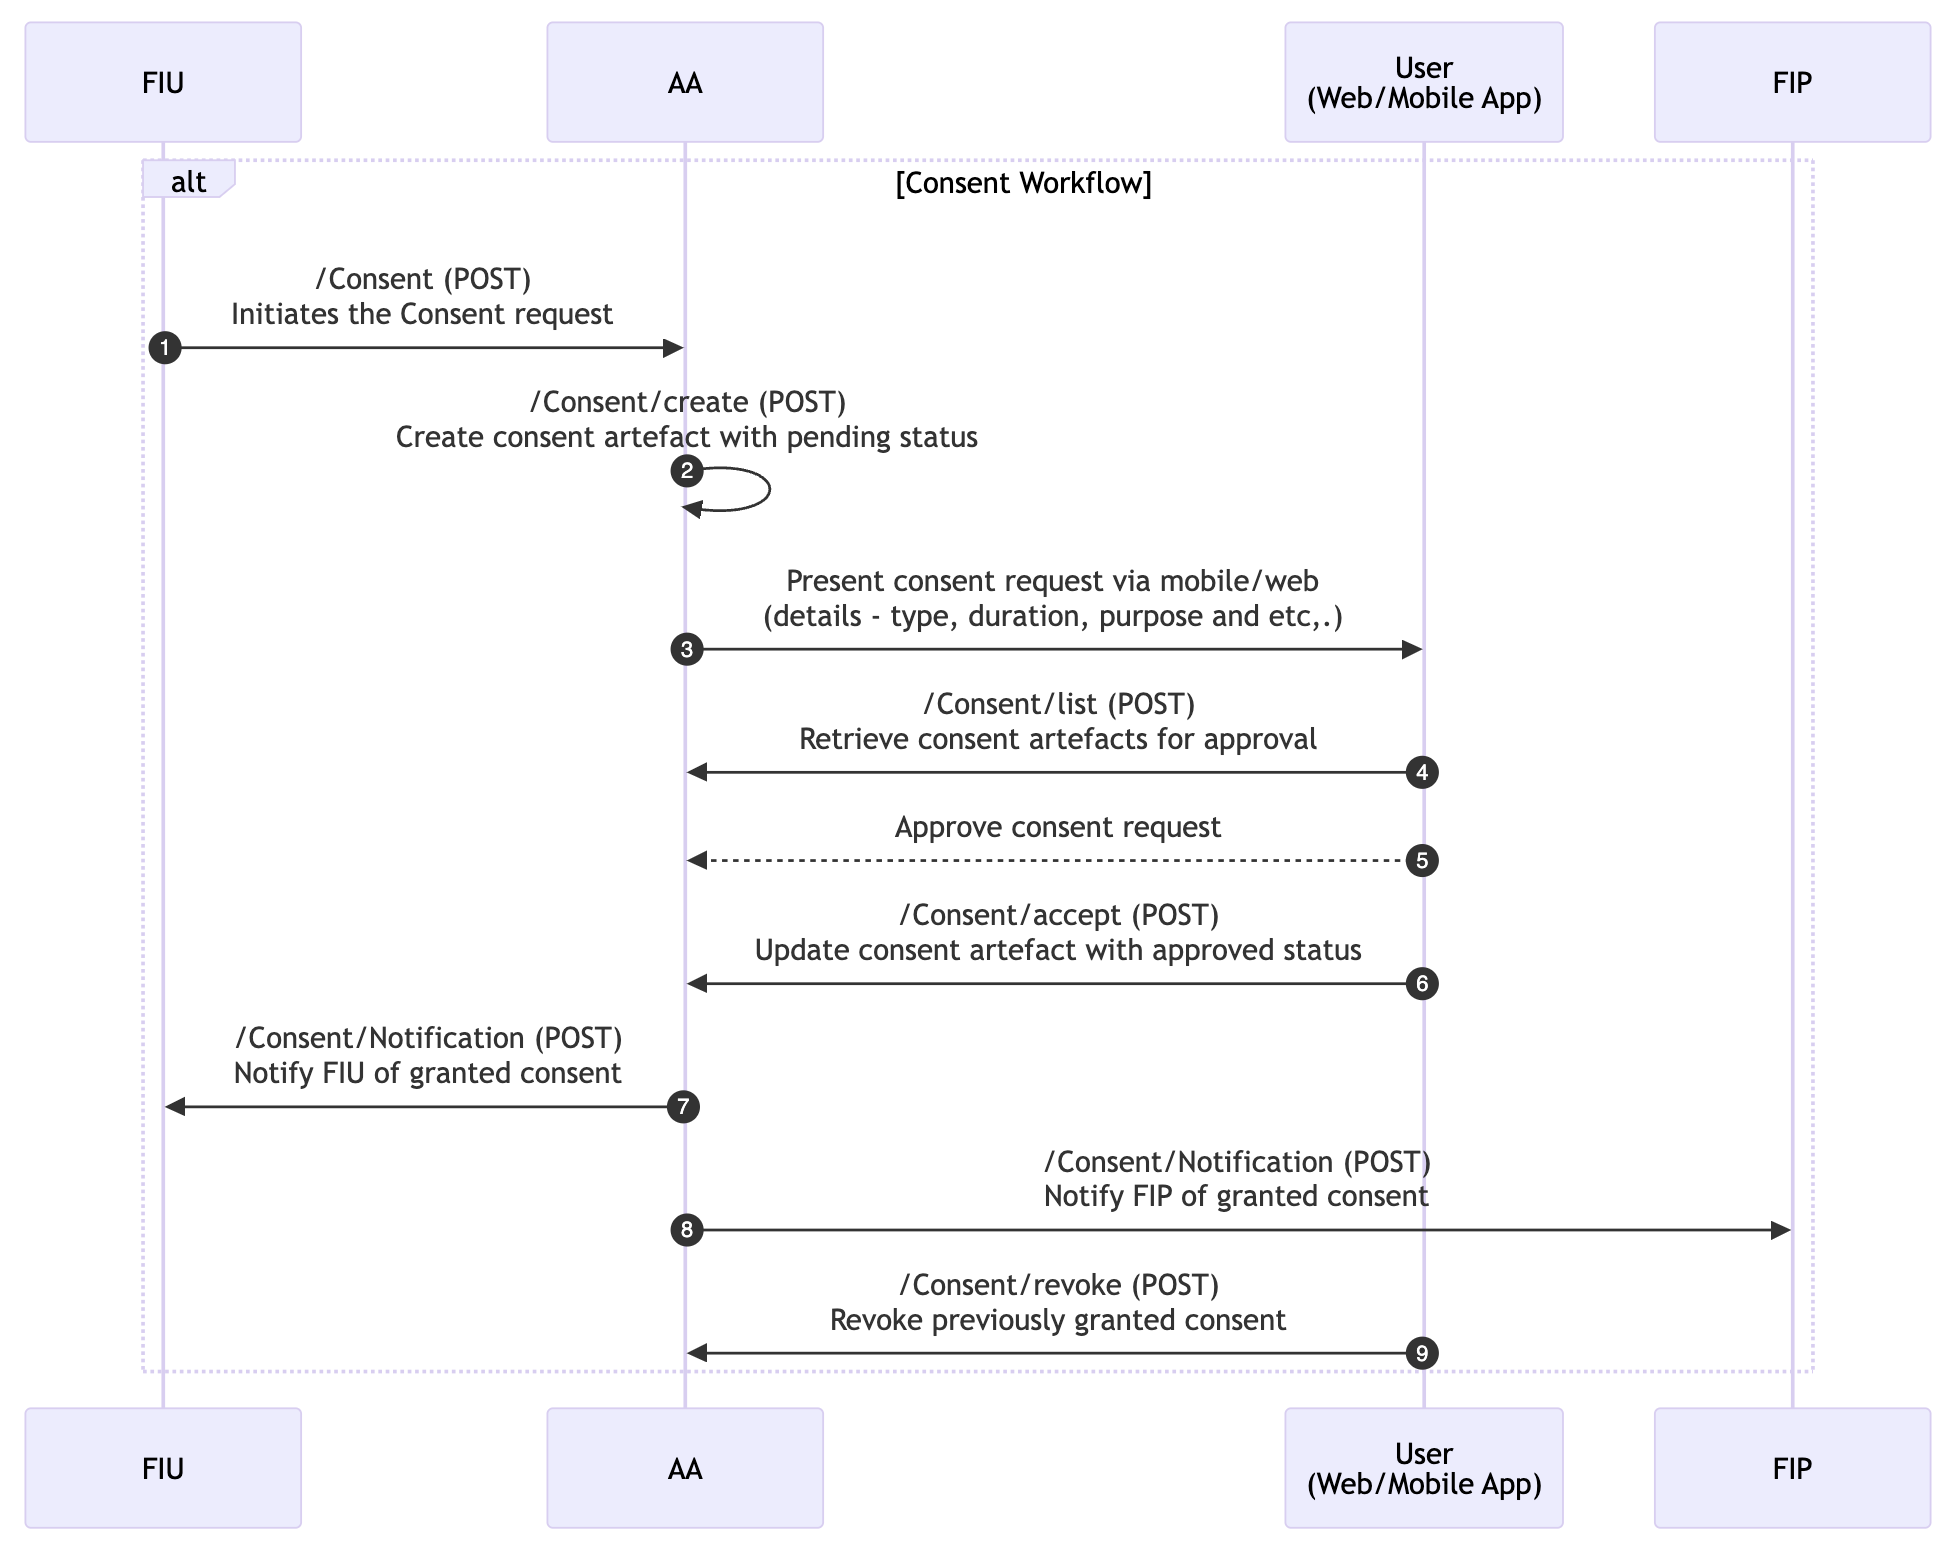 FIU
AA
User
(Web/Mobile App)
FIP
alt
[Consent Workflow]
/Consent (POST)
Initiates the Consent request
1
/Consent/create (POST)
Create consent artefact with pending status
2
Present consent request via mobile/web
(details - type, duration, purpose and etc,.)
3
/Consent/list (POST)
Retrieve consent artefacts for approval
4
Approve consent request
5
/Consent/accept (POST)
Update consent artefact with approved status
6
/Consent/Notification (POST)
Notify FIU of granted consent
7
/Consent/Notification (POST)
Notify FIP of granted consent
8
/Consent/revoke (POST)
Revoke previously granted consent
9
FIU
AA
User
(Web/Mobile App)
FIP